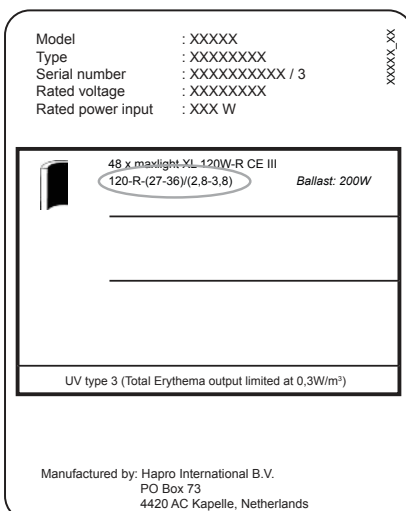 Model : XXXXX
Type : XXXXXXXX
Serial number : XXXXXXXXXX / 3
Rated voltage : XXXXXXXX
Rated power input : XXX W
XXXXX_XX
48 x maxlight XL 120W-R CE III
120-R-(27-36)/(2,8-3,8) Ballast: 200W
UV type 3 (Total Erythema output limited at 0,3W/m³)
Manufactured by: Hapro International B.V.
PO Box 73
4420 AC Kapelle, Netherlands